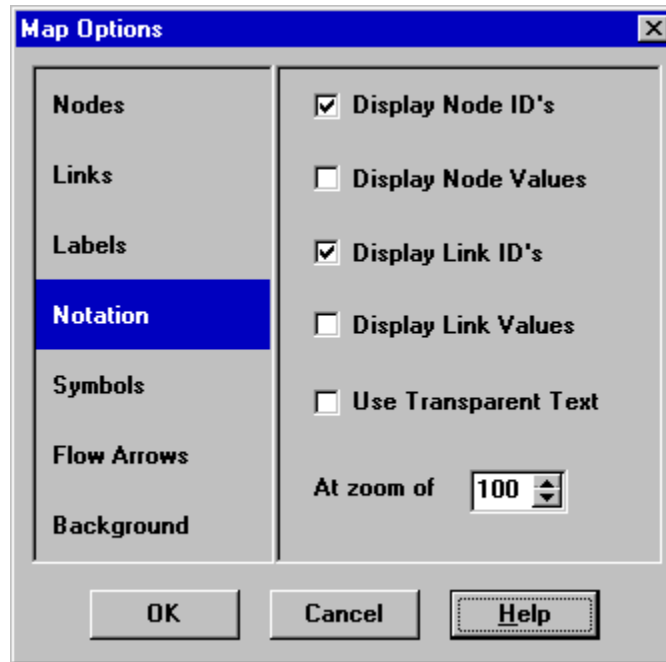 Map Options
Nodes
Links
Labels
Notation
Symbols
Flow Arrows
Background
Display Node ID's
Display Node Values
Display Link ID's
Display Link Values
Use Transparent Text
At zoom of 100
OK Cancel Help